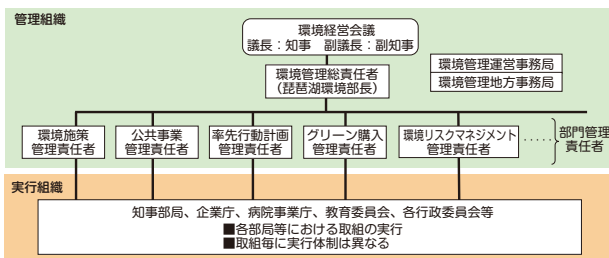 管理組織
環境経営会議
議長：知事　副議長：副知事
環境管理総責任者
（琵琶湖環境部長）
環境管理運営事務局
環境管理地方事務局
環境施策
管理責任者
公共事業
管理責任者
率先行動計画
管理責任者
グリーン購入
管理責任者
環境リスクマネジメント
管理責任者
部門管理
責任者
実行組織
知事部局、企業庁、病院事業庁、教育委員会、各行政委員会等
■各部局等における取組の実行
■取組毎に実行体制は異なる